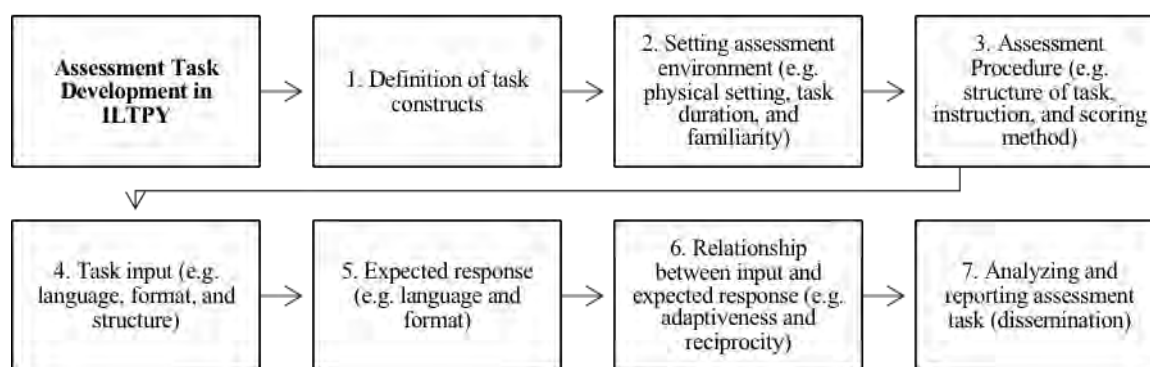 Assessment Task
Development in
ILTPY
1. Definition of task
constructs
2. Setting assessment
environment (e.g.
physical setting, task
duration, and
familiarity)
3. Assessment
Procedure (e.g.
structure of task,
instruction, and scoring
method)
4. Task input (e.g.
language, format, and
structure)
5. Expected response
(e.g. language and
format)
6. Relationship
between input and
expected response (e.g.
adaptiveness and
reciprocity)
7. Analyzing and
reporting assessment
task (dissemination)